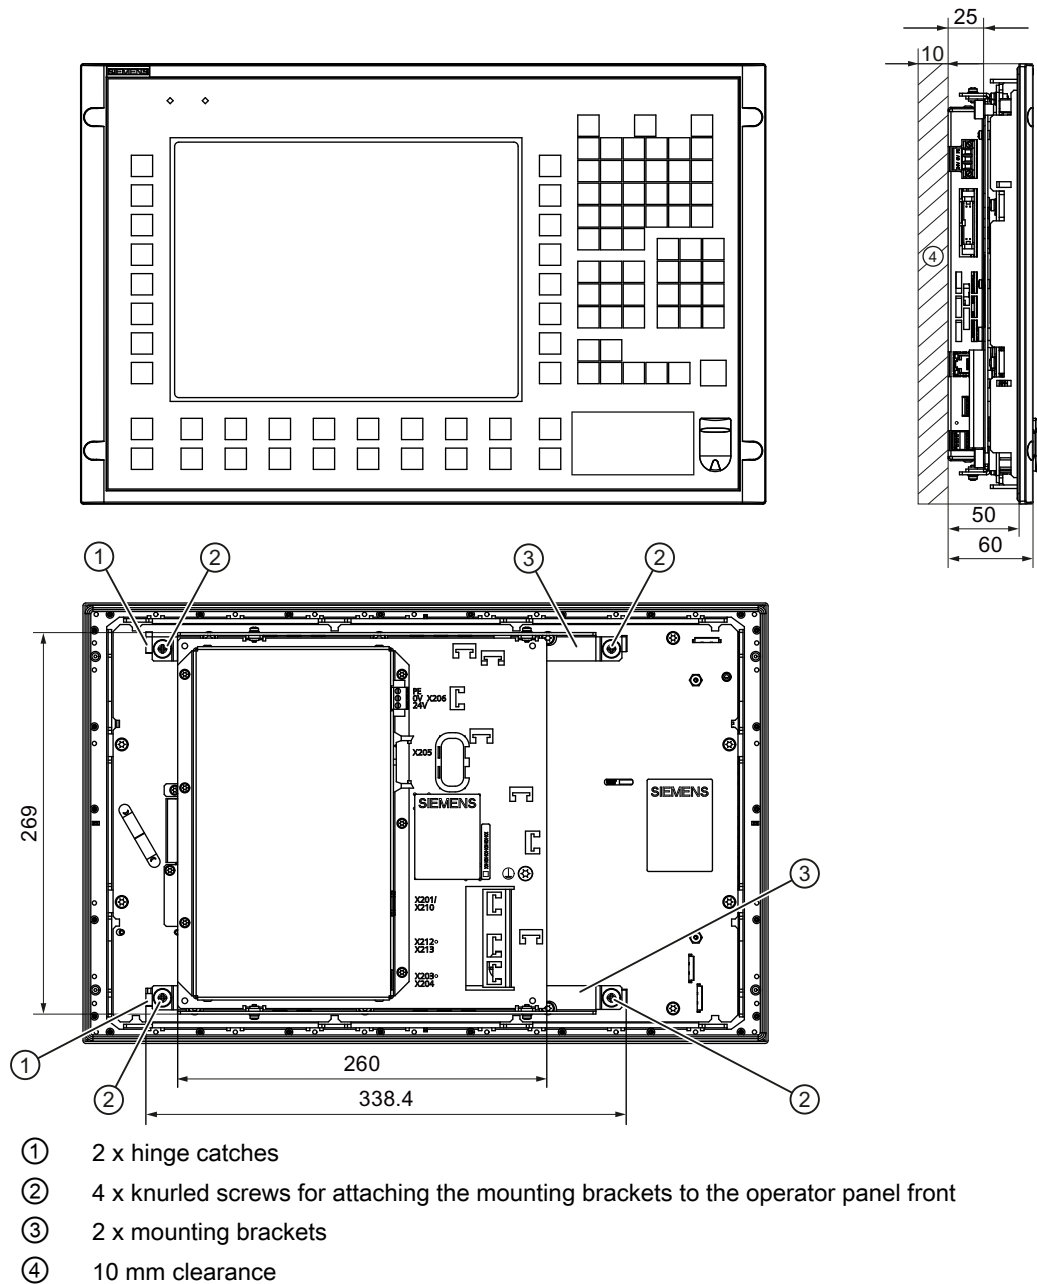 SIEMENS
25
10
④
50
60
① ② ③ ②
PE
0V X206
24V
X205
SIEMENS
SIEMENS
269
③
X201/
X210
X212
X213
X203
X204
① ② ②
260
338.4
① 2 x hinge catches
② 4 x knurled screws for attaching the mounting brackets to the operator panel front
③ 2 x mounting brackets
④ 10 mm clearance